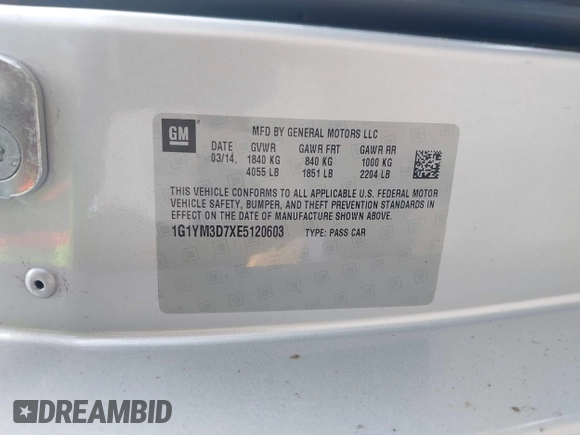 GM
MFD BY GENERAL MOTORS LLC
DATE GVWR GAWR FRT GAWR RR
03/14 1840 KG 840 KG 1000 KG
4055 LB 1851 LB 2204 LB
THIS VEHICLE CONFORMS TO ALL APPLICABLE U.S. FEDERAL MOTOR
VEHICLE SAFETY, BUMPER, AND THEFT PREVENTION STANDARDS IN
EFFECT ON THE DATE OF MANUFACTURE SHOWN ABOVE.
1G1YM3D7XE5120603 TYPE: PASS CAR
DREAMBID